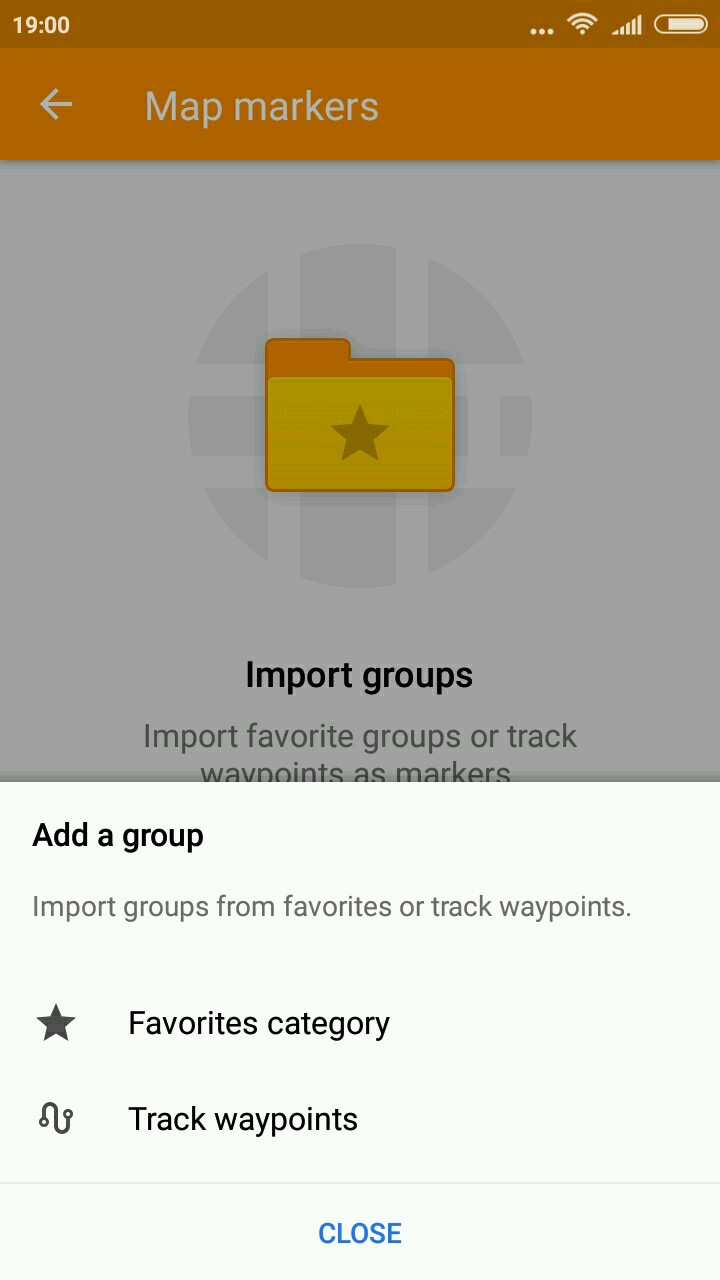 19:00
Map markers
Import groups
Import favorite groups or track
waypoints as markers
Add a group
Import groups from favorites or track waypoints.
Favorites category
Track waypoints
CLOSE